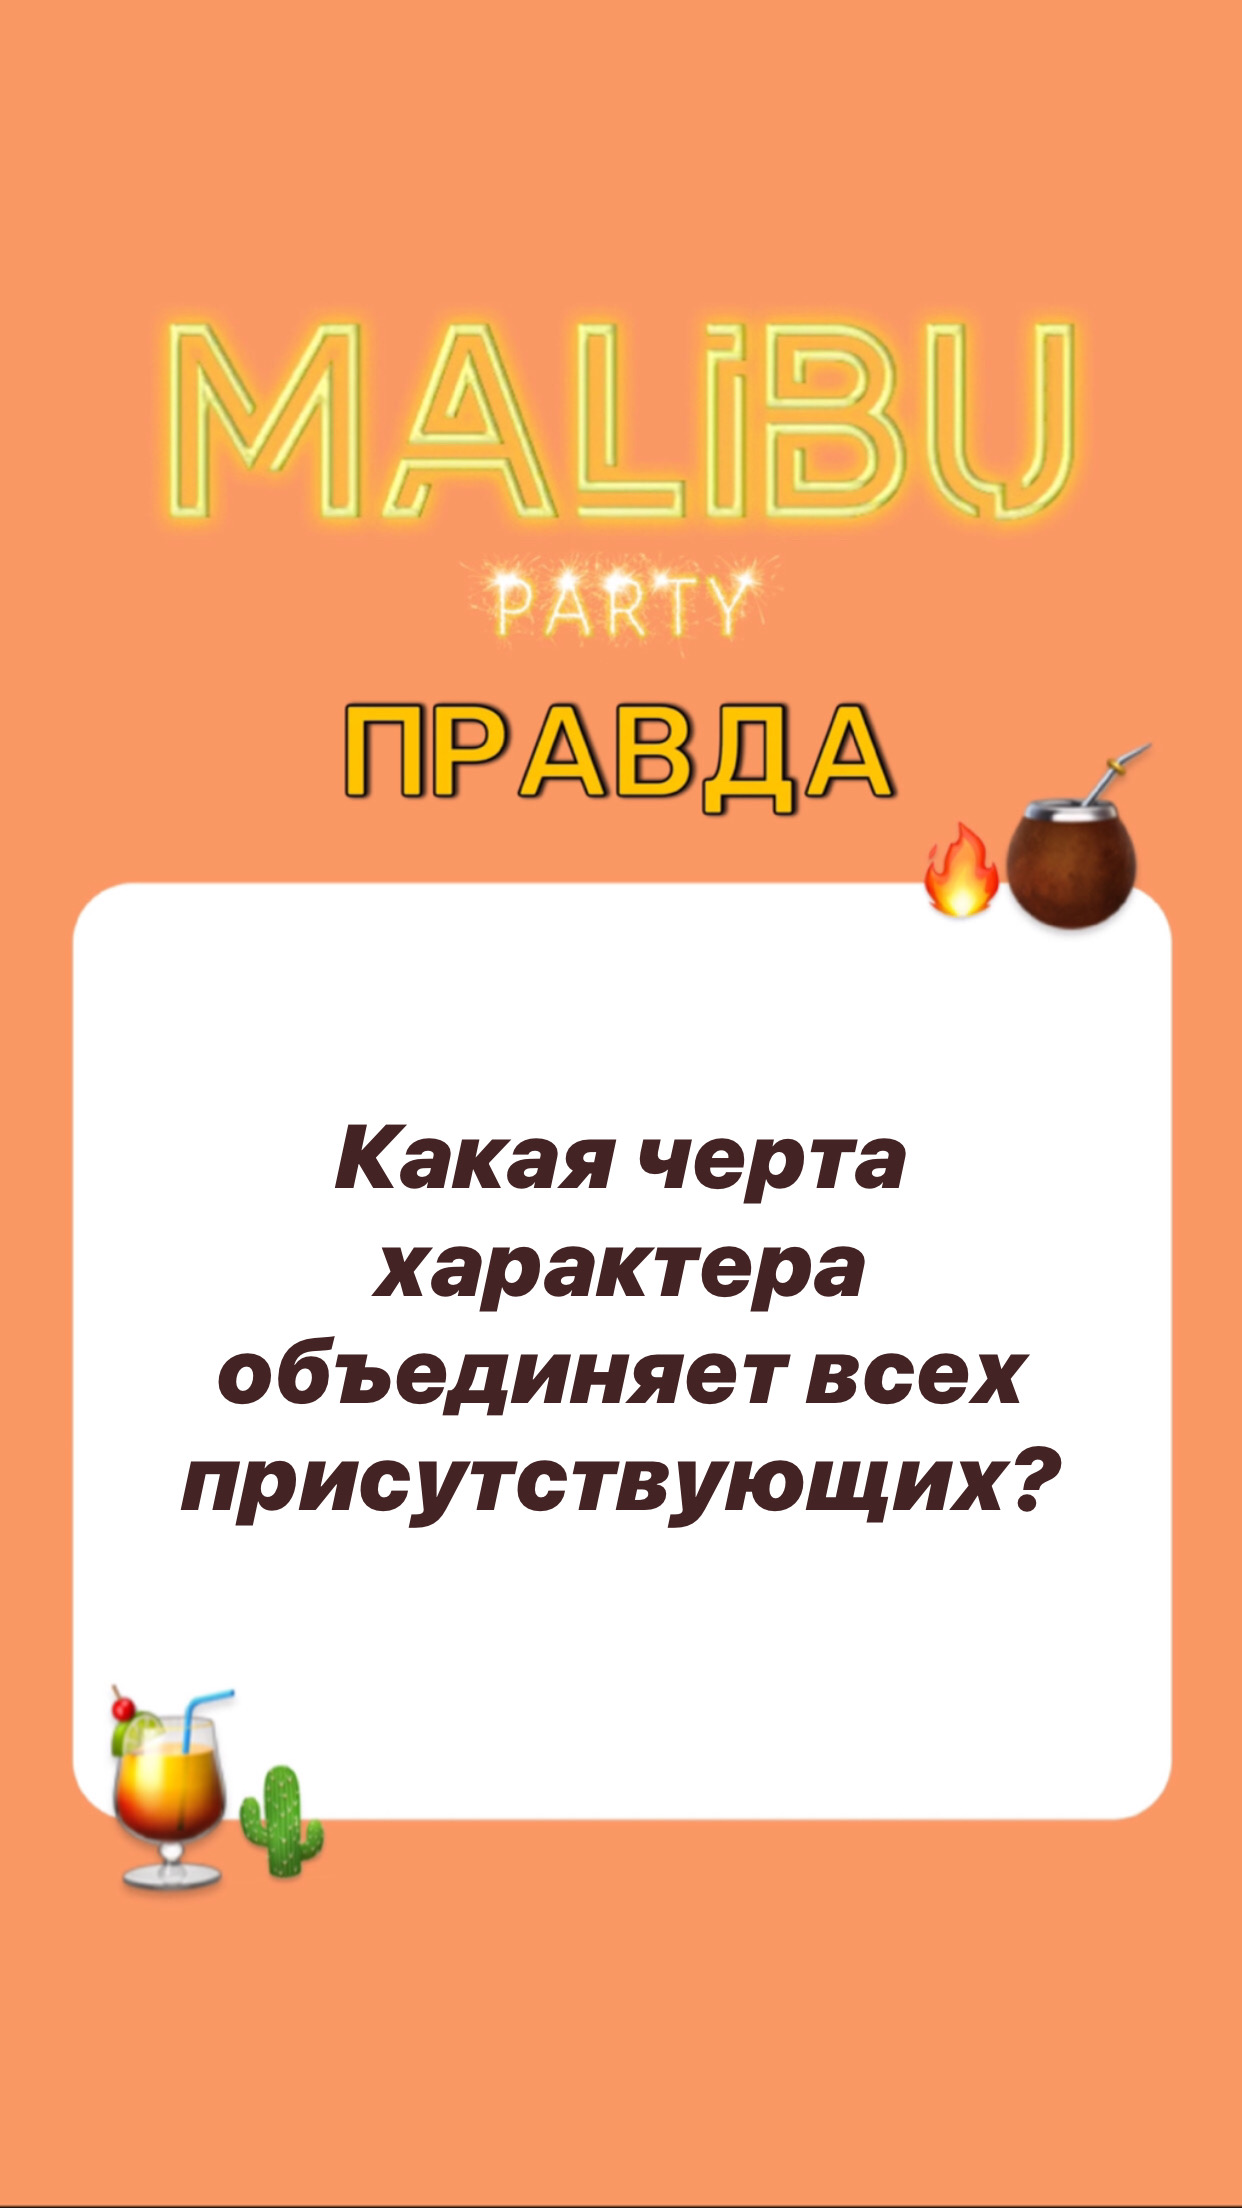 MALiBU
PARTY
ПРАВДА
Какая черта
характера
объединяет всех
присутствующих?